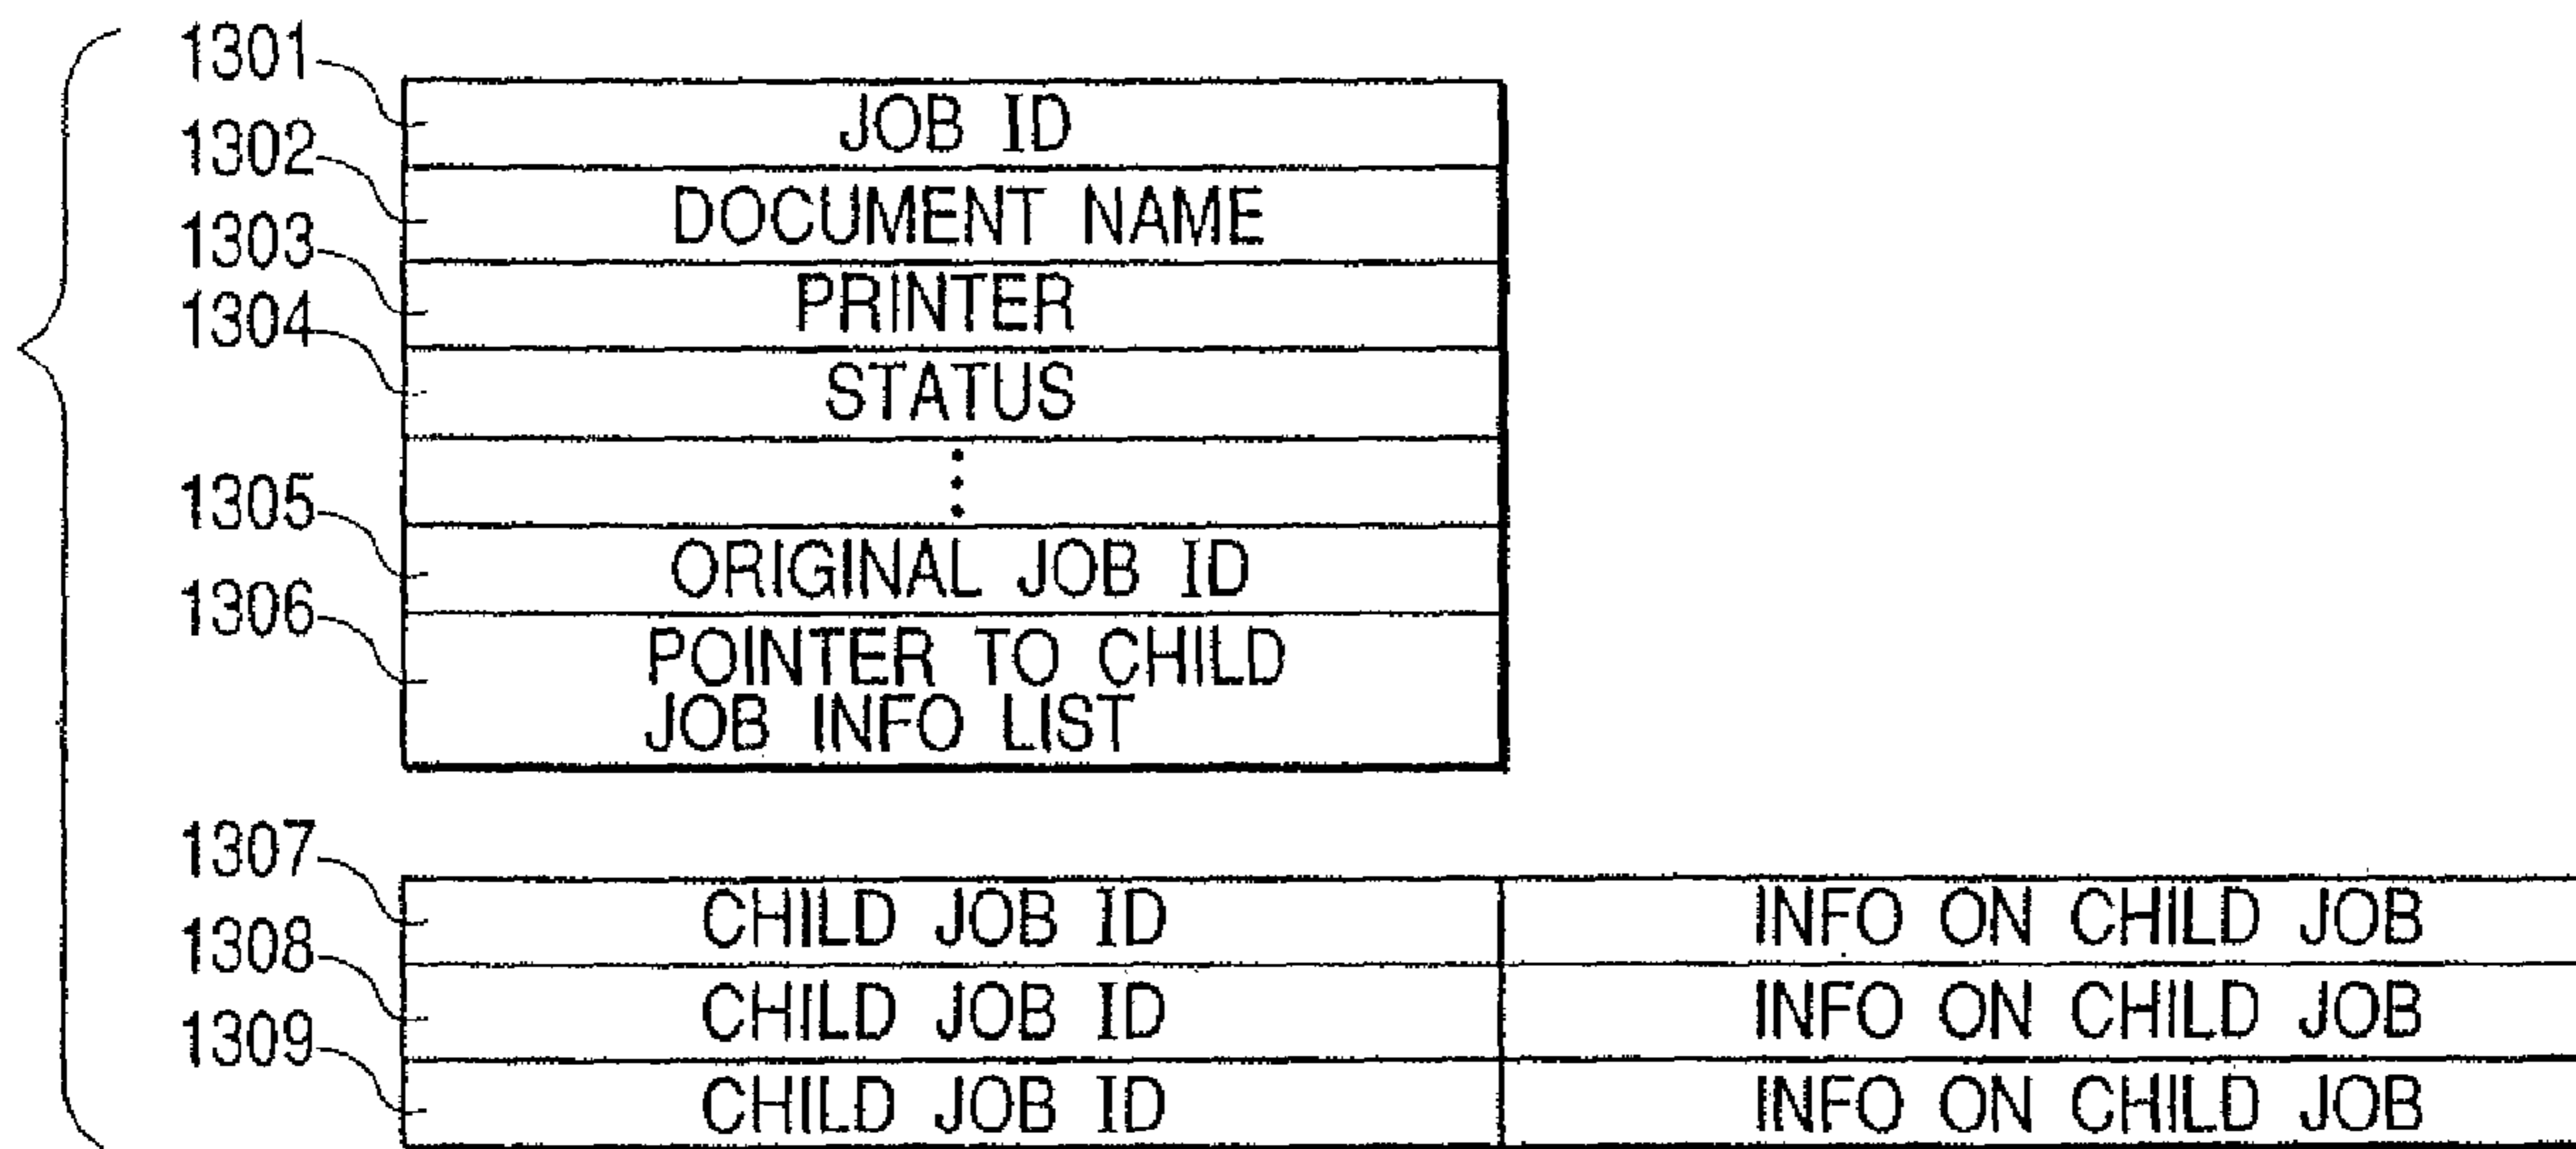 1301
JOB ID
1302
DOCUMENT NAME
1303
PRINTER
1304
STATUS
⋮
1305
ORIGINAL JOB ID
1306
POINTER TO CHILD
JOB INFO LIST
1307
CHILD JOB ID INFO ON CHILD JOB
1308
CHILD JOB ID INFO ON CHILD JOB
1309
CHILD JOB ID INFO ON CHILD JOB